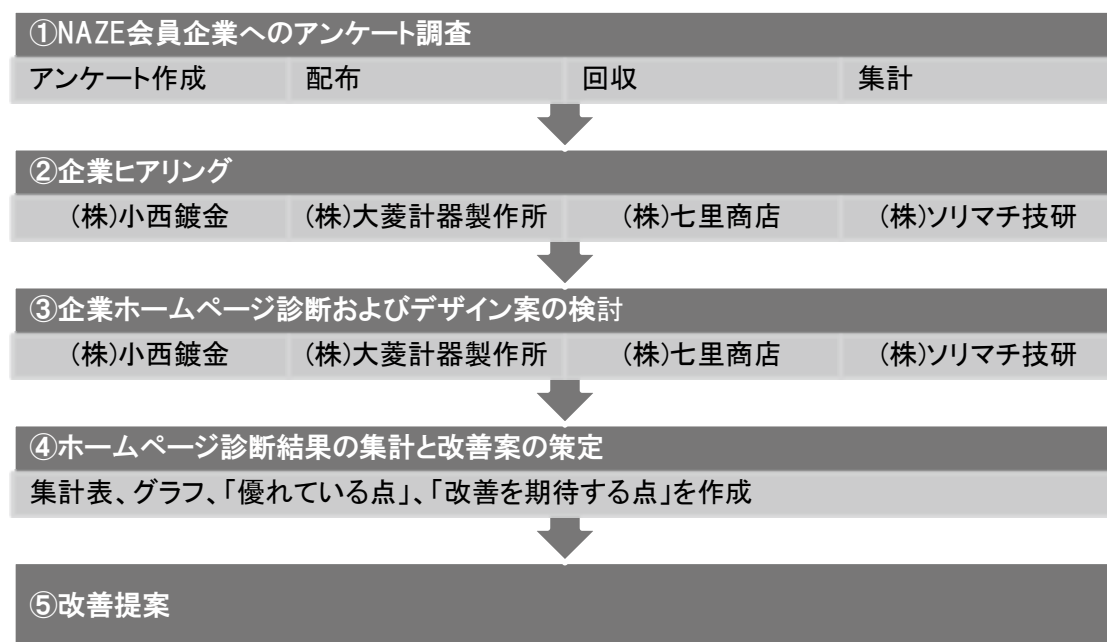 ①NAZE会員企業へのアンケート調査
アンケート作成 配布 回収 集計
②企業ヒアリング
(株)小西鍍金 (株)大菱計器製作所 (株)七里商店 (株)ソリマチ技研
③企業ホームページ診断およびデザイン案の検討
(株)小西鍍金 (株)大菱計器製作所 (株)七里商店 (株)ソリマチ技研
④ホームページ診断結果の集計と改善案の策定
集計表、グラフ、「優れている点」、「改善を期待する点」を作成
⑤改善提案